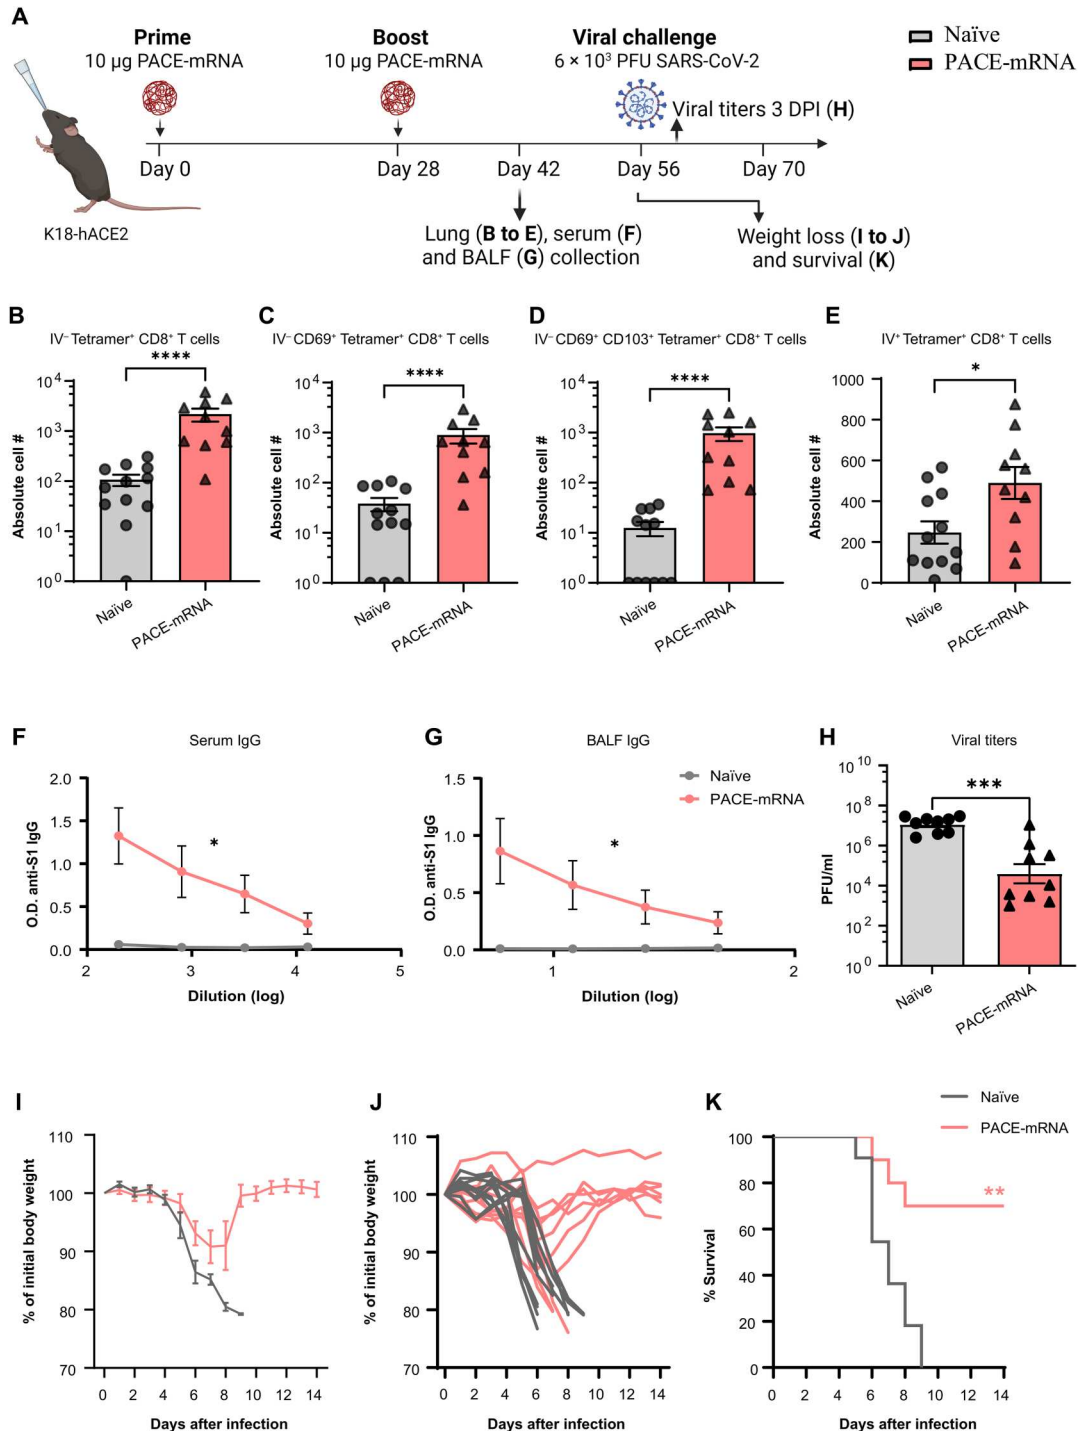 A
Prime
10 µg PACE-mRNA
Boost
10 µg PACE-mRNA
Viral challenge
6 × 10³ PFU SARS-CoV-2
Naïve
PACE-mRNA
Viral titers 3 DPI (H)
Day 0
Day 28
Day 42
Day 56
Day 70
K18-hACE2
Lung (B to E), serum (F)
and BALF (G) collection
Weight loss (I to J)
and survival (K)
B
IV⁻ Tetramer⁺ CD8⁺ T cells
****
Absolute cell #
10⁴
10³
10²
10¹
10⁰
Naïve
PACE-mRNA
C
IV⁻ CD69⁺ Tetramer⁺ CD8⁺ T cells
****
Absolute cell #
10⁴
10³
10²
10¹
10⁰
Naïve
PACE-mRNA
D
IV⁻ CD69⁺ CD103⁺ Tetramer⁺ CD8⁺ T cells
****
Absolute cell #
10⁴
10³
10²
10¹
10⁰
Naïve
PACE-mRNA
E
IV⁺ Tetramer⁺ CD8⁺ T cells
*
Absolute cell #
1000
800
600
400
200
0
Naïve
PACE-mRNA
F
Serum IgG
O.D. anti-S1 IgG
2.0
1.5
1.0
0.5
0.0
*
2 3 4 5
Dilution (log)
G
BALF IgG
Naïve
PACE-mRNA
O.D. anti-S1 IgG
1.5
1.0
0.5
0.0
*
1 2
Dilution (log)
H
Viral titers
***
PFU/ml
10¹⁰
10⁸
10⁶
10⁴
10²
10⁰
Naïve
PACE-mRNA
I
% of initial body weight
110
100
90
80
70
0 2 4 6 8 10 12 14
Days after infection
J
% of initial body weight
110
100
90
80
70
0 2 4 6 8 10 12 14
Days after infection
K
Naïve
PACE-mRNA
% Survival
100
80
60
40
20
0
**
0 2 4 6 8 10 12 14
Days after infection